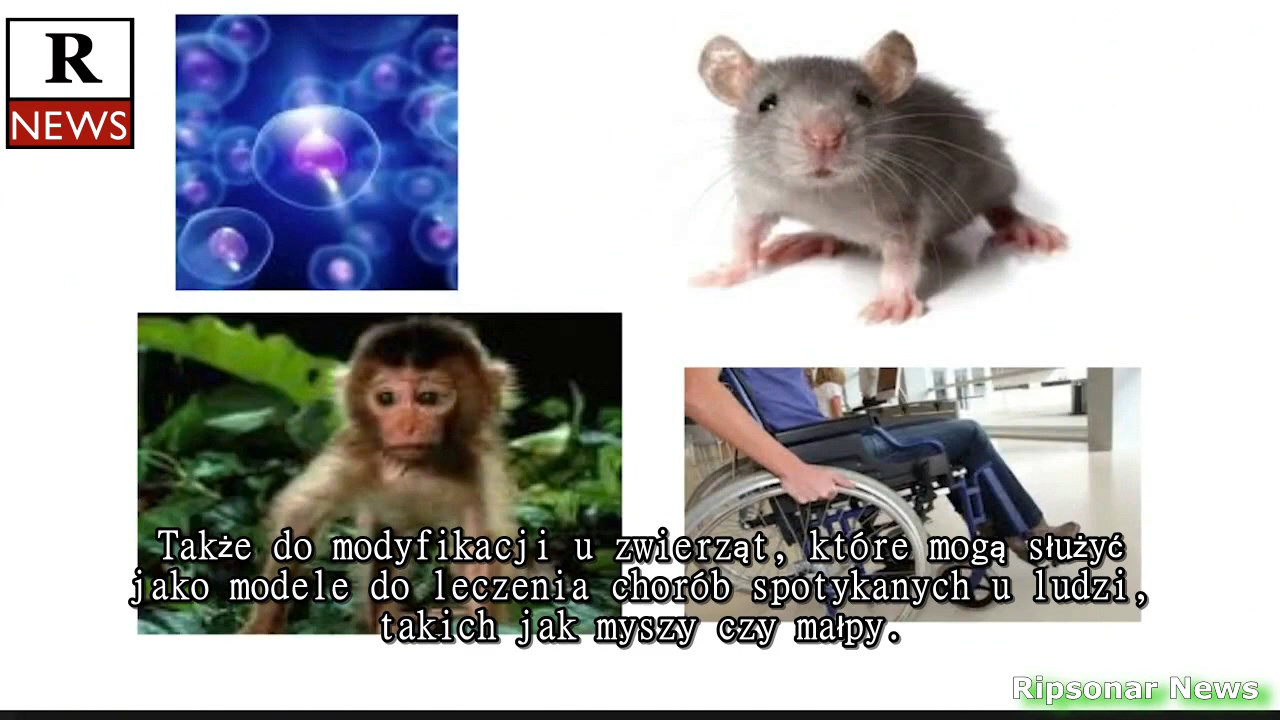 R
NEWS
Także do modyfikacji u zwierząt, które mogą służyć
jako modele do leczenia chorób spotykanych u ludzi,
takich jak myszy czy małpy.
Ripsonar News